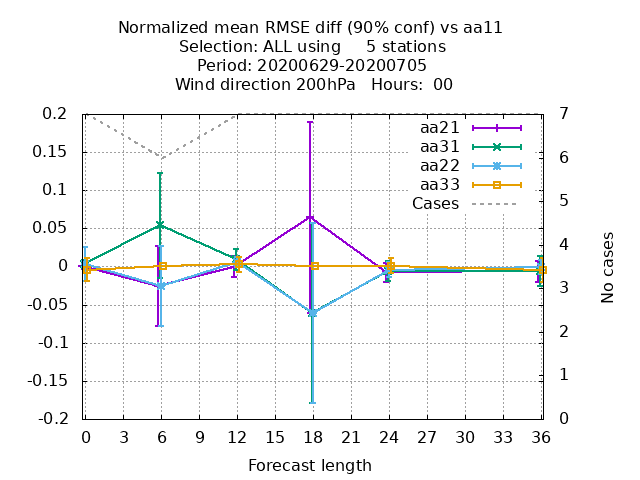 Normalized mean RMSE diff (90% conf) vs aa11
Selection: ALL using     5 stations
Period: 20200629-20200705
Wind direction 200hPa   Hours:  00
0.2
0.15
0.1
0.05
0
-0.05
-0.1
-0.15
-0.2
7
6
5
4
3
2
1
0
aa21
aa31
aa22
aa33
Cases
No cases
0 3 6 9 12 15 18 21 24 27 30 33 36
Forecast length